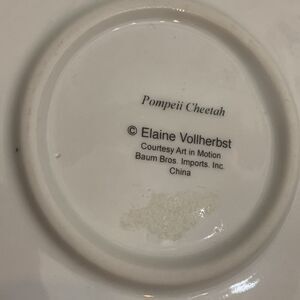 Pompeii Cheetah
© Elaine Vollherbst
Courtesy Art in Motion
Baum Bros. Imports. Inc.
China